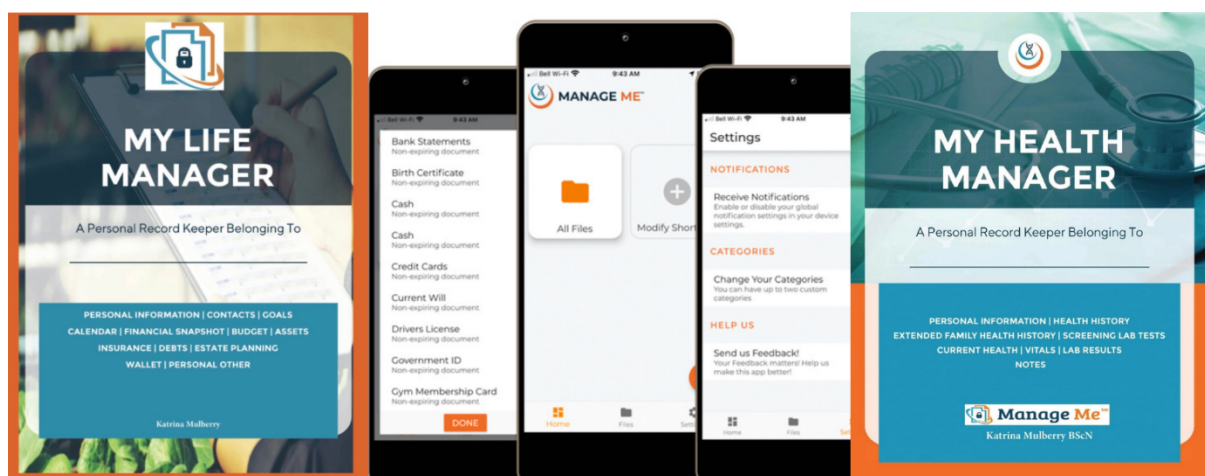 MY LIFE
MANAGER
A Personal Record Keeper Belonging To
PERSONAL INFORMATION | CONTACTS | GOALS
CALENDAR | FINANCIAL SNAPSHOT | BUDGET | ASSETS
INSURANCE | DEBTS | ESTATE PLANNING
WALLET | PERSONAL OTHER
Katrina Mulberry
Bell Wi-Fi 9:43 AM
Bank Statements
Non-expiring document
Birth Certificate
Non-expiring document
Cash
Non-expiring document
Cash
Non-expiring document
Credit Cards
Non-expiring document
Current Will
Non-expiring document
Drivers License
Non-expiring document
Government ID
Non-expiring document
Gym Membership Card
Non-expiring document
DONE
Bell Wi-Fi 9:43 AM
MANAGE ME™
All Files
Modify Short
Home
Files
Setti
Bell Wi-Fi 9:43 AM
Settings
NOTIFICATIONS
Receive Notifications
Enable or disable your global
notification settings in your device
settings.
CATEGORIES
Change Your Categories
You can have up to two custom
categories
HELP US
Send us Feedback!
Your Feedback matters! Help us
make this app better!
Home
Files
MY HEALTH
MANAGER
A Personal Record Keeper Belonging To
PERSONAL INFORMATION | HEALTH HISTORY
EXTENDED FAMILY HEALTH HISTORY | SCREENING LAB TESTS
CURRENT HEALTH | VITALS | LAB RESULTS
NOTES
Manage Me™
Katrina Mulberry BScN